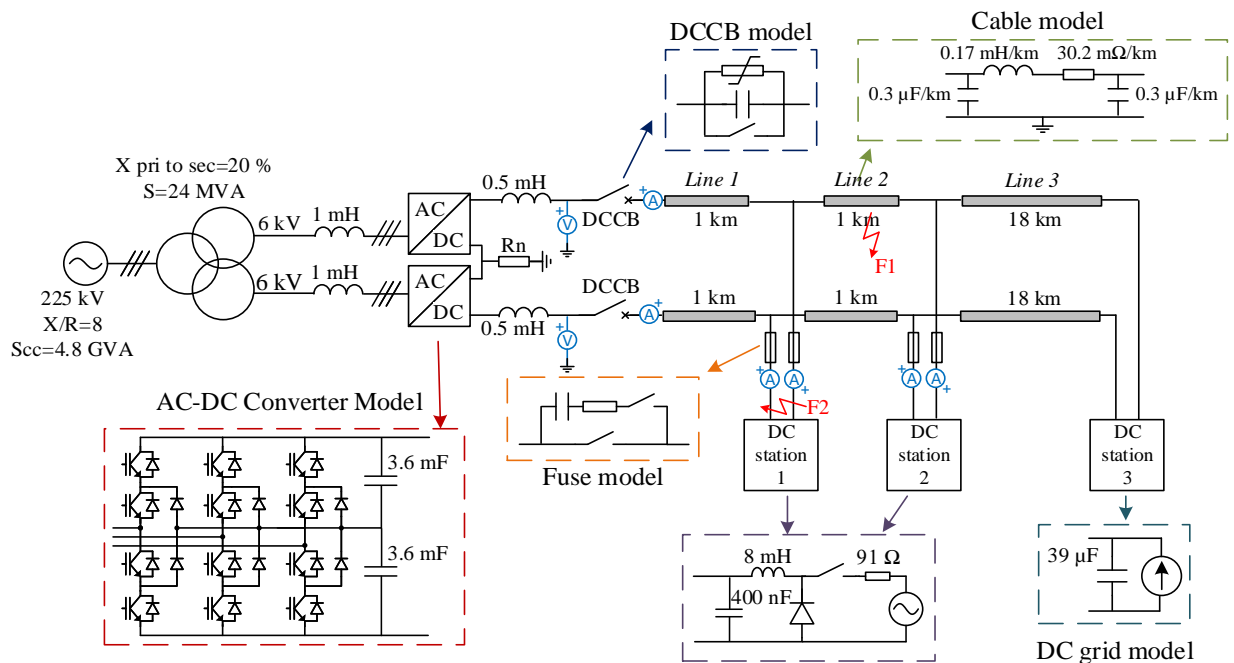 DCCB model
Cable model
0.17 mH/km
30.2 mΩ/km
0.3 µF/km
0.3 µF/km
X pri to sec=20 %
S=24 MVA
6 kV
1 mH
AC
DC
0.5 mH
+
V
DCCB
+
A
Line 1
1 km
Line 2
1 km
F1
Line 3
18 km
Rn
225 kV
X/R=8
Scc=4.8 GVA
6 kV
1 mH
AC
DC
0.5 mH
+
V
DCCB
+
A
1 km
1 km
18 km
+
A
A
+
+
A
A
+
F2
AC-DC Converter Model
3.6 mF
3.6 mF
Fuse model
DC
station
1
DC
station
2
DC
station
3
8 mH
91 Ω
400 nF
39 µF
DC grid model